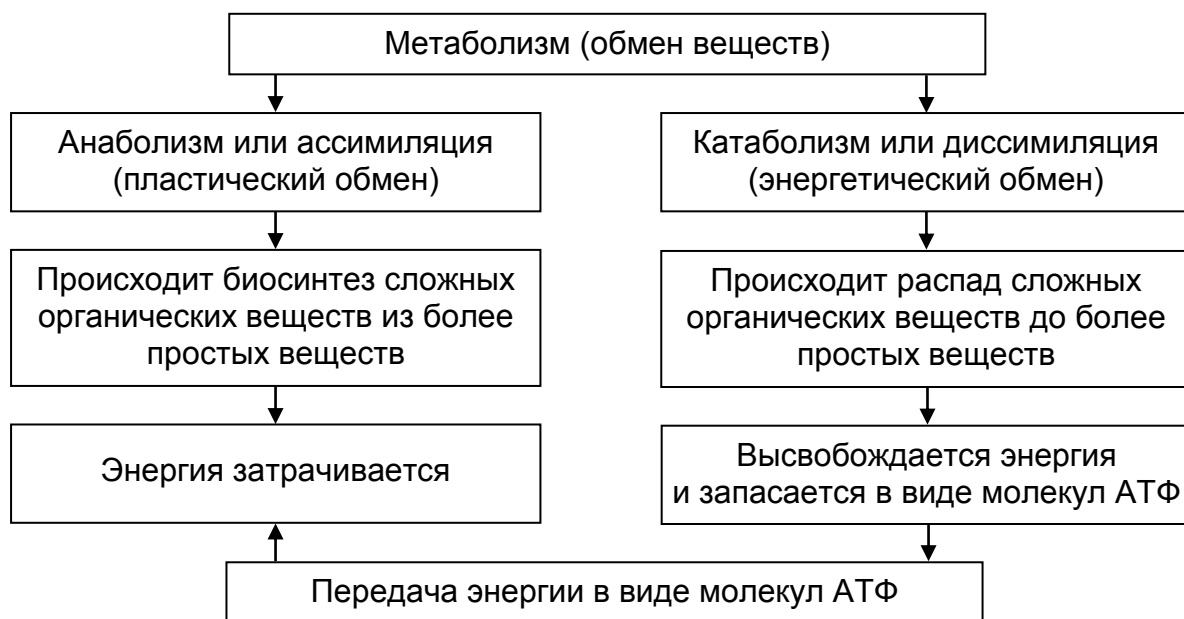 Метаболизм (обмен веществ)
Анаболизм или ассимиляция
(пластический обмен)
Катаболизм или диссимиляция
(энергетический обмен)
Происходит биосинтез сложных
органических веществ из более
простых веществ
Происходит распад сложных
органических веществ до более
простых веществ
Энергия затрачивается
Высвобождается энергия
и запасается в виде молекул АТФ
Передача энергии в виде молекул АТФ